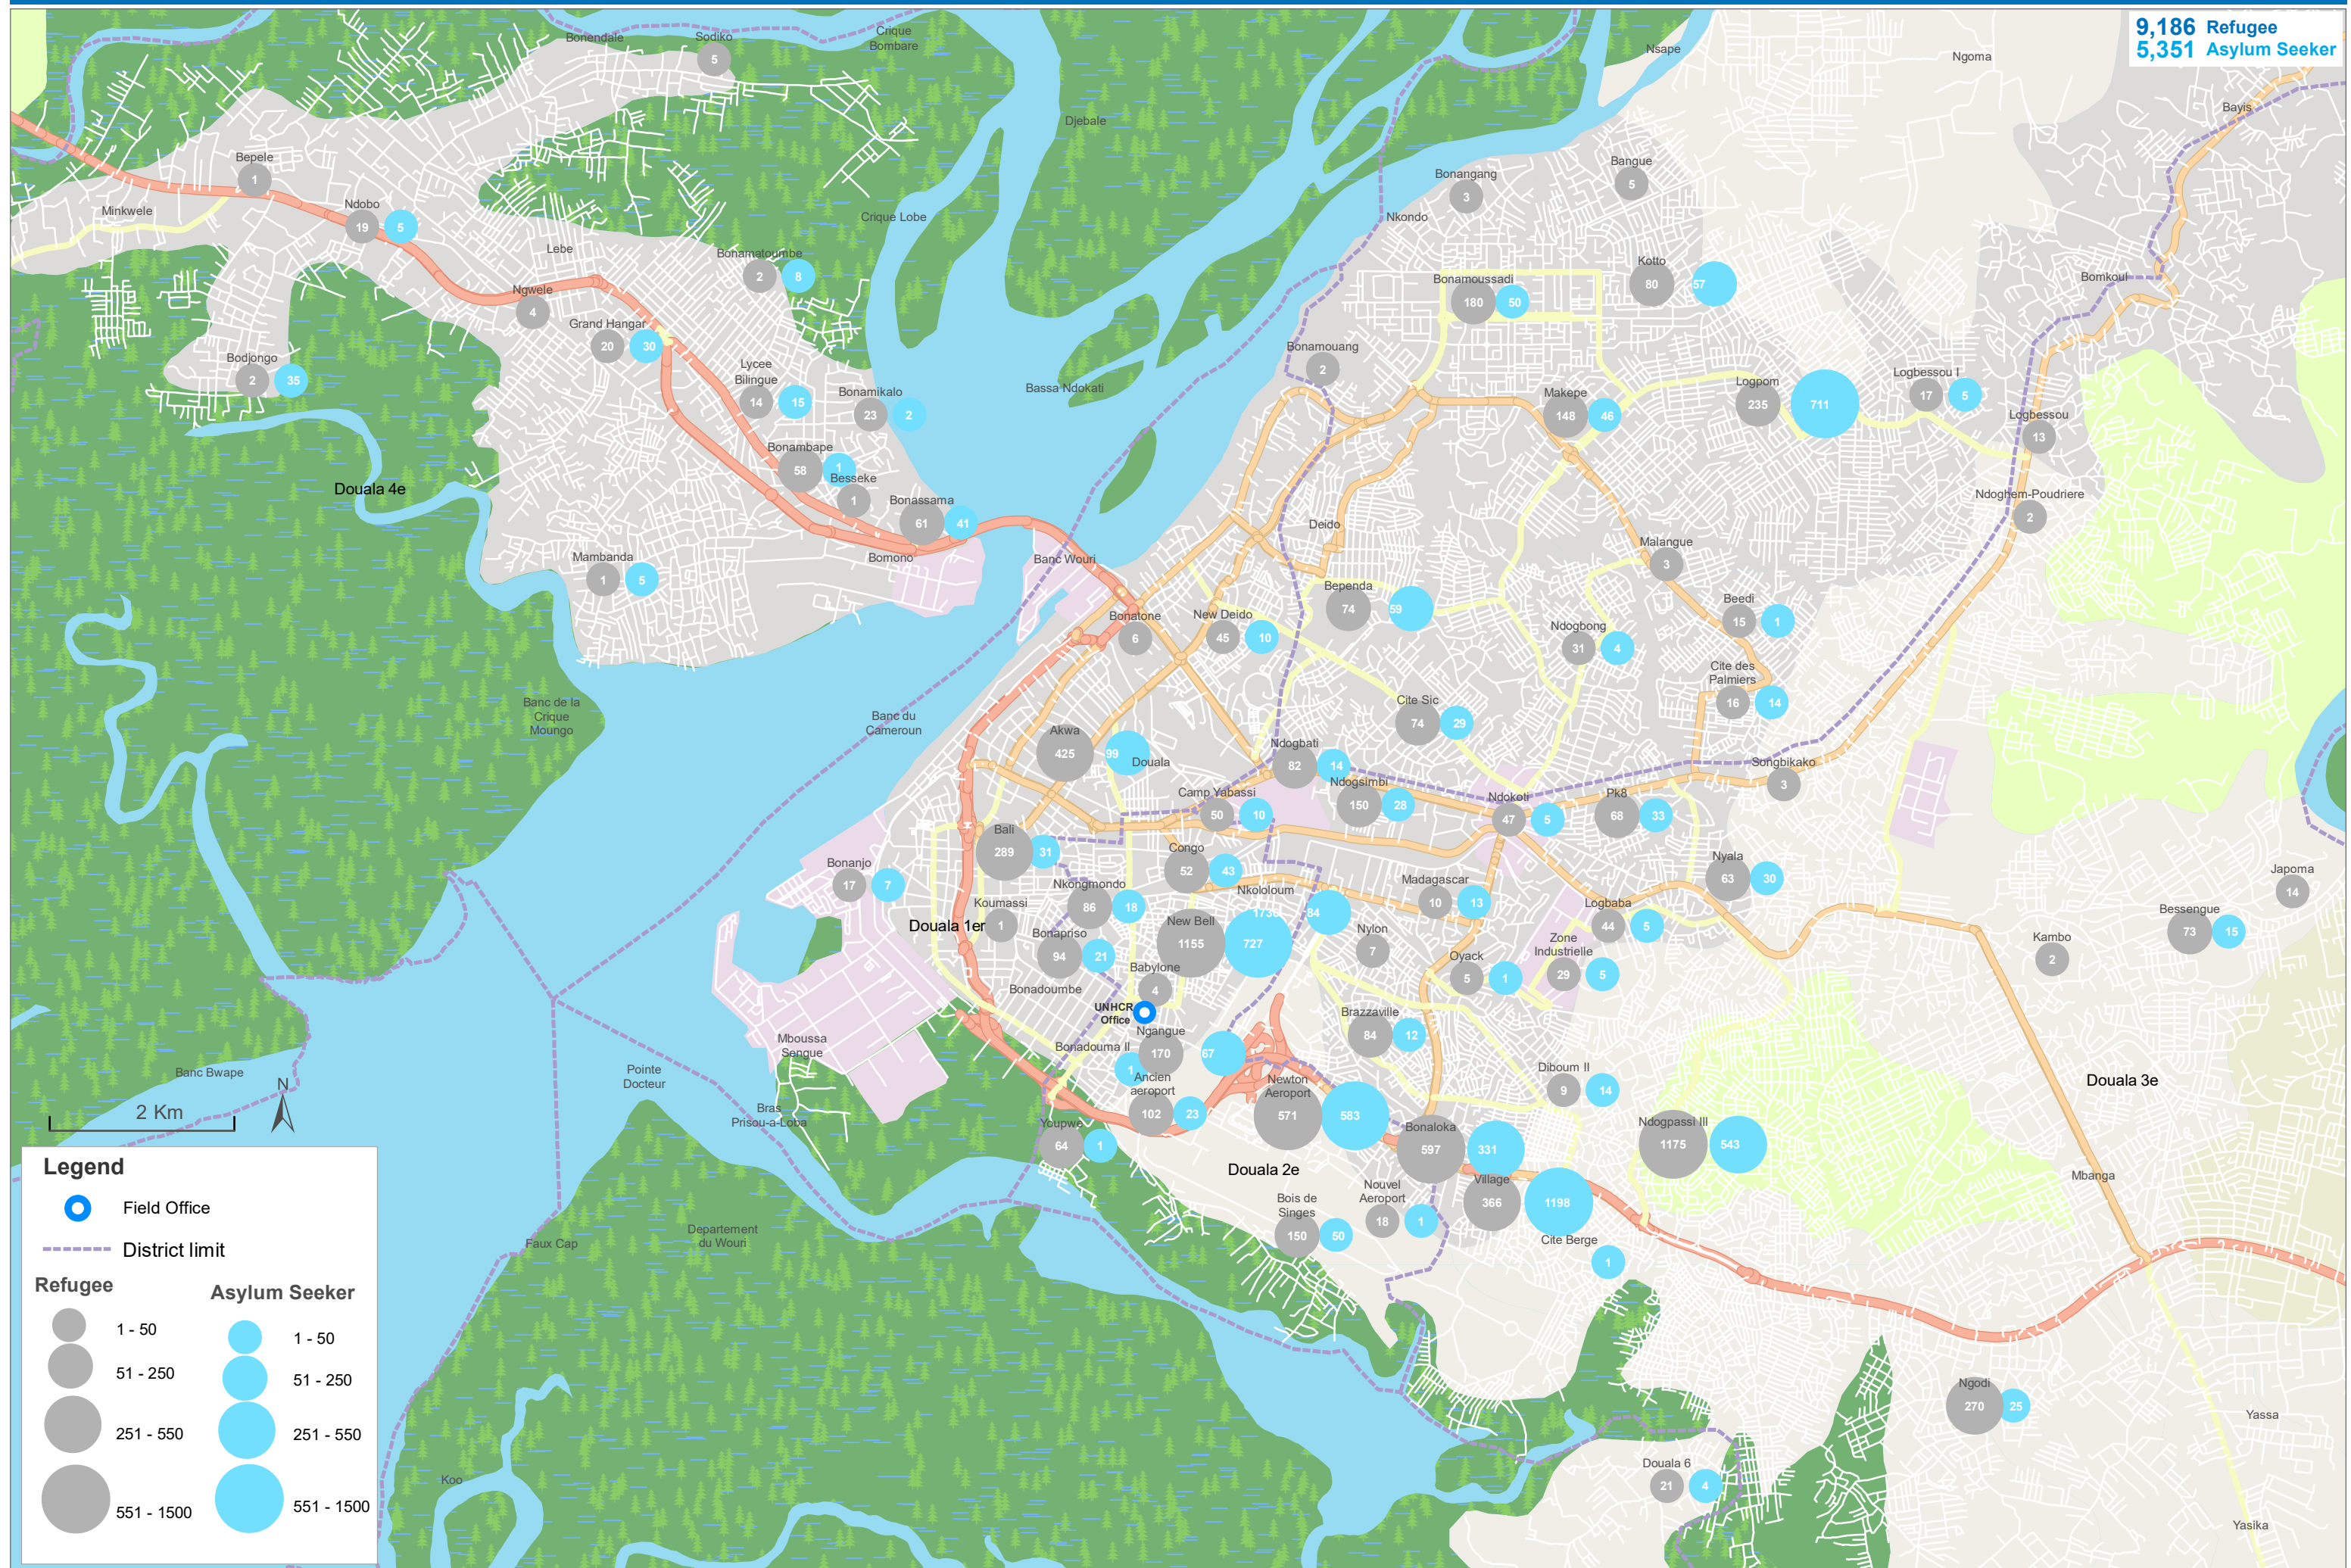 9,186 Refugee
5,351 Asylum Seeker
Bonendale
Sodiko
5
Crique
Bombare
Nsape
Ngoma
Bayis
Djebale
Bepele
1
Minkwele
Ndobo
19 5
Lebe
Crique Lobe
Bonangang
3
Bangue
5
Nkondo
Bonamatoumbe
2 8
Ngwele
4
Grand Hangar
20 30
Bonamoussadi
180 50
Kotto
80 57
Bomkoul
Bodjongo
2 35
Lycee
Bilingue
14 15
Bonamikalo
23 2
Bassa Ndokati
Bonamouang
2
Makepe
148 46
Logpom
235 711
Logbessou I
17 5
Logbessou
13
Bonambape
58 1
Besseke
1
Bonassama
61 41
Douala 4e
Ndoghem-Poudriere
2
Deido
Malangue
3
Mambanda
1 5
Bomono
Banc Wouri
Bonatone
6
New Deido
45 10
Bependa
74 59
Ndogbong
31 4
Beedi
15 1
Cite des
Palmiers
16 14
Banc de la
Crique
Moungo
Banc du
Cameroun
Akwa
425 99
Douala
Cite Sic
74 29
Ndogbati
82 14
Ndogsimbi
150 28
Camp Yabassi
50 10
Ndokoti
47 5
Pk8
68 33
Songbikako
3
Bali
289 31
Bonanjo
17 7
Congo
52 43
Nkongmondo
86 18
Nkololoum
1736 84
Madagascar
10 13
Nyala
63 30
Japoma
14
Koumassi
1
Douala 1er
Bonapriso
94 21
New Bell
1155 727
Nylon
7
Logbaba
44 5
Bessengue
73 15
Kambo
2
Babylone
4
Oyack
5 1
Zone
Industrielle
29 5
Bonadoumbe
UNHCR
Office
Ngangue
170 67
Brazzaville
84 12
Mboussa
Sengue
Bonadouma II
1
Ancien
aeroport
102 23
Newton
Aeroport
571 583
Diboum II
9 14
Douala 3e
Banc Bwape
Pointe
Docteur
Bras
Prisou-a-Loba
Youpwe
64 1
Bonaloka
597 331
Ndogpassi III
1175 543
Douala 2e
Village
366 1198
Nouvel
Aeroport
18 1
Bois de
Singes
150 50
Cite Berge
1
Mbanga
Departement
du Wouri
Faux Cap
Ngodi
270 25
Yassa
Koo
Douala 6
21 4
Yasika
N
2 Km
Legend
Field Office
District limit
Refugee Asylum Seeker
1 - 50 1 - 50
51 - 250 51 - 250
251 - 550 251 - 550
551 - 1500 551 - 1500